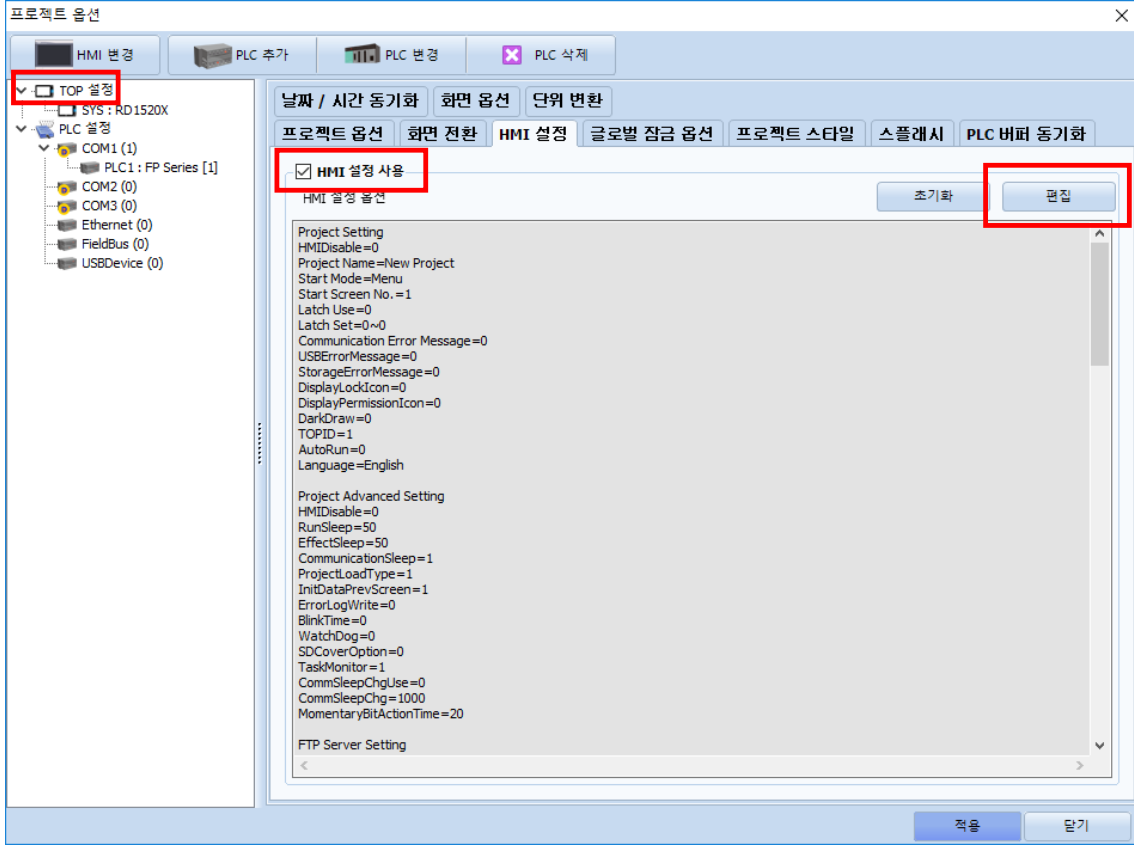 프로젝트 옵션
HMI 변경
PLC 추가
PLC 변경
PLC 삭제
TOP 설정
SYS : RD1520X
PLC 설정
COM1 (1)
PLC1 : FP Series [1]
COM2 (0)
COM3 (0)
Ethernet (0)
FieldBus (0)
USBDevice (0)
날짜 / 시간 동기화
화면 옵션
단위 변환
프로젝트 옵션
화면 전환
HMI 설정
글로벌 잠금 옵션
프로젝트 스타일
스플래시
PLC 버퍼 동기화
HMI 설정 사용
HMI 설정 옵션
초기화
편집
Project Setting
HMIDisable=0
Project Name=New Project
Start Mode=Menu
Start Screen No.=1
Latch Use=0
Latch Set=0~0
Communication Error Message=0
USBErrorMessage=0
StorageErrorMessage=0
DisplayLockIcon=0
DisplayPermissionIcon=0
DarkDraw=0
TOPID=1
AutoRun=0
Language=English
Project Advanced Setting
HMIDisable=0
RunSleep=50
EffectSleep=50
CommunicationSleep=1
ProjectLoadType=1
InitDataPrevScreen=1
ErrorLogWrite=0
BlinkTime=0
WatchDog=0
SDCoverOption=0
TaskMonitor=1
CommSleepChgUse=0
CommSleepChg=1000
MomentaryBitActionTime=20
FTP Server Setting
적용
닫기